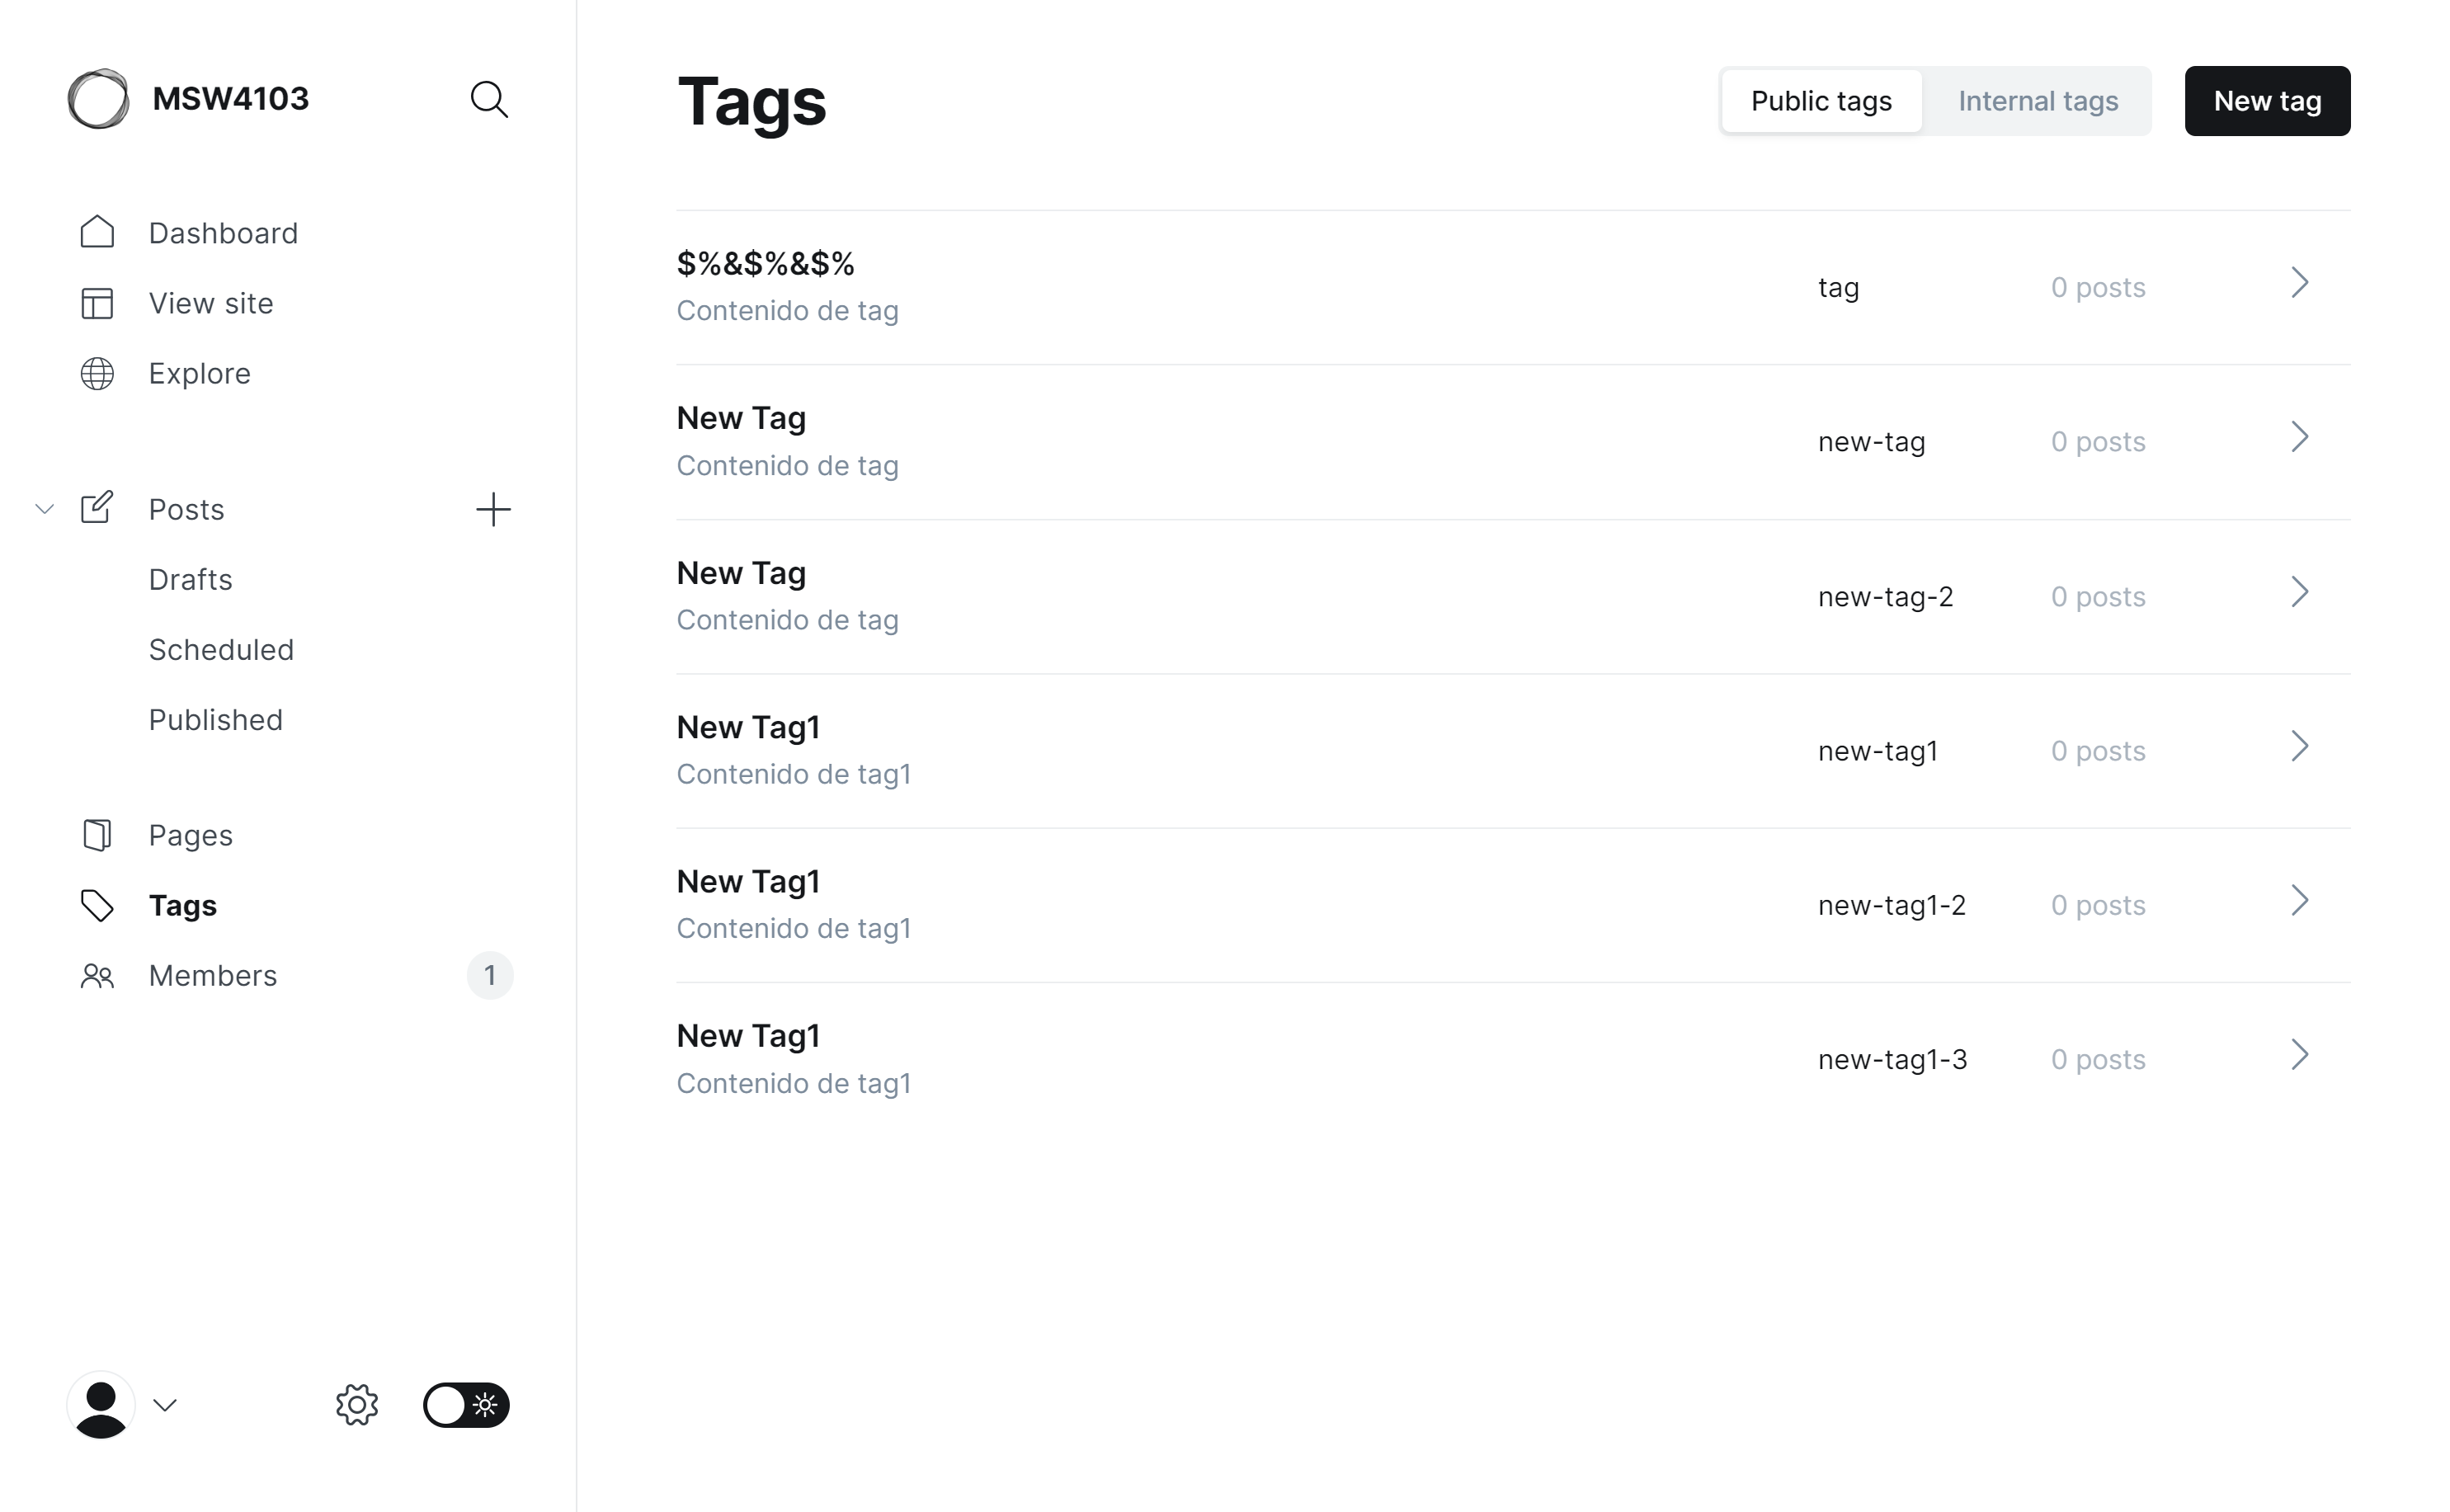 MSW4103
Dashboard
View site
Explore
Posts
Drafts
Scheduled
Published
Pages
Tags
Members 1
Tags
Public tags Internal tags New tag
$%&$%&$%
Contenido de tag
tag 0 posts
New Tag
Contenido de tag
new-tag 0 posts
New Tag
Contenido de tag
new-tag-2 0 posts
New Tag1
Contenido de tag1
new-tag1 0 posts
New Tag1
Contenido de tag1
new-tag1-2 0 posts
New Tag1
Contenido de tag1
new-tag1-3 0 posts